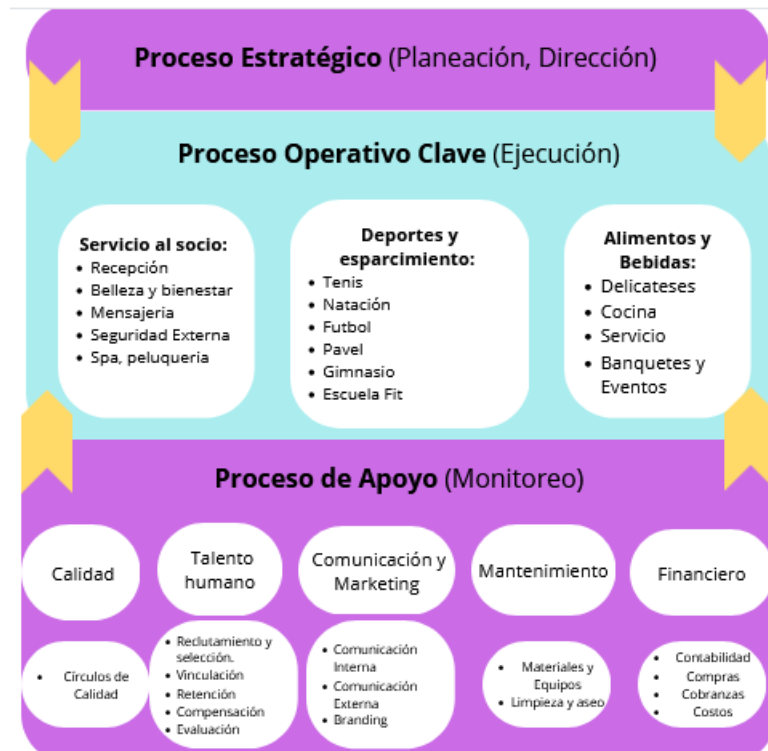 Proceso Estratégico (Planeación, Dirección)
Proceso Operativo Clave (Ejecución)
Servicio al socio:
• Recepción
• Belleza y bienestar
• Mensajeria
• Seguridad Externa
• Spa, peluqueria
Deportes y
esparcimiento:
• Tenis
• Natación
• Futbol
• Pavel
• Gimnasio
• Escuela Fit
Alimentos y
Bebidas:
• Delicateses
• Cocina
• Servicio
• Banquetes y
Eventos
Proceso de Apoyo (Monitoreo)
Calidad
Talento
humano
Comunicación y
Marketing
Mantenimiento
Financiero
• Círculos de
Calidad
• Reclutamiento y
selección.
• Vinculación
• Retención
• Compensación
• Evaluación
• Comunicación
Interna
• Comunicación
Externa
• Branding
• Materiales y
Equipos
• Limpieza y aseo
• Contabilidad
• Compras
• Cobranzas
• Costos